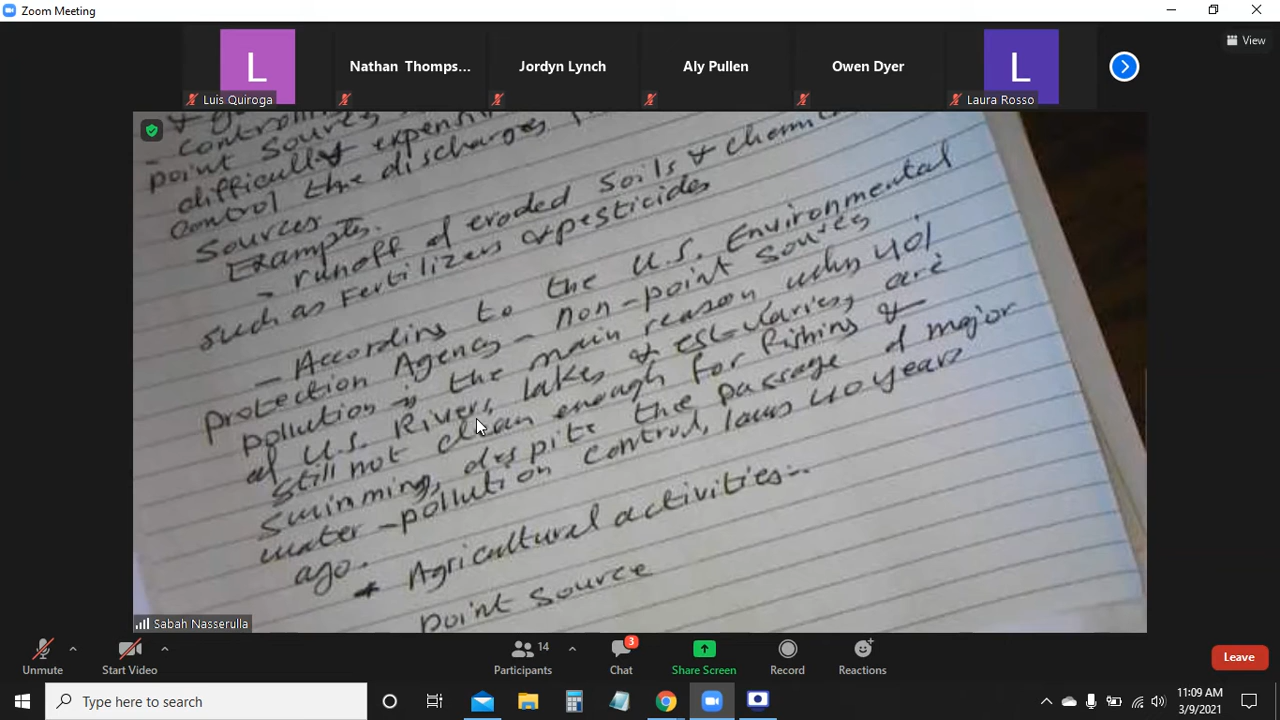 Zoom Meeting
View
L
Nathan Thomps...
Jordyn Lynch
Aly Pullen
Owen Dyer
L
Luis Quiroga
Laura Rosso
- controlling
point sources
difficult & expensive
control the discharges
sources
Examples.
- runoff of eroded soils &
such as Fertilizers & pesticides
- According to the U.S. Environmental
protection Agency - non-point sources
pollution is the main reason why 40%
of U.S. Rivers, lakes & estuaries, are
still not clean enough for fishing &
swimming, despite the passage of major
water-pollution control, laws 40 years
ago.
* Agricultural activities -
point source
Sabah Nasserulla
Unmute
Start Video
Participants
14
Chat
3
Share Screen
Record
Reactions
Leave
Type here to search
11:09 AM
3/9/2021